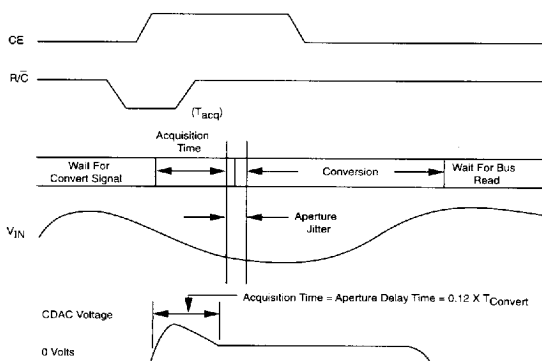 CE
R/C̅
(Tacq)
Acquisition
Time
Wait For
Convert Signal
Conversion
Wait For Bus
Read
Aperture
Jitter
VIN
Acquisition Time = Aperture Delay Time = 0.12 X TConvert
CDAC Voltage
0 Volts